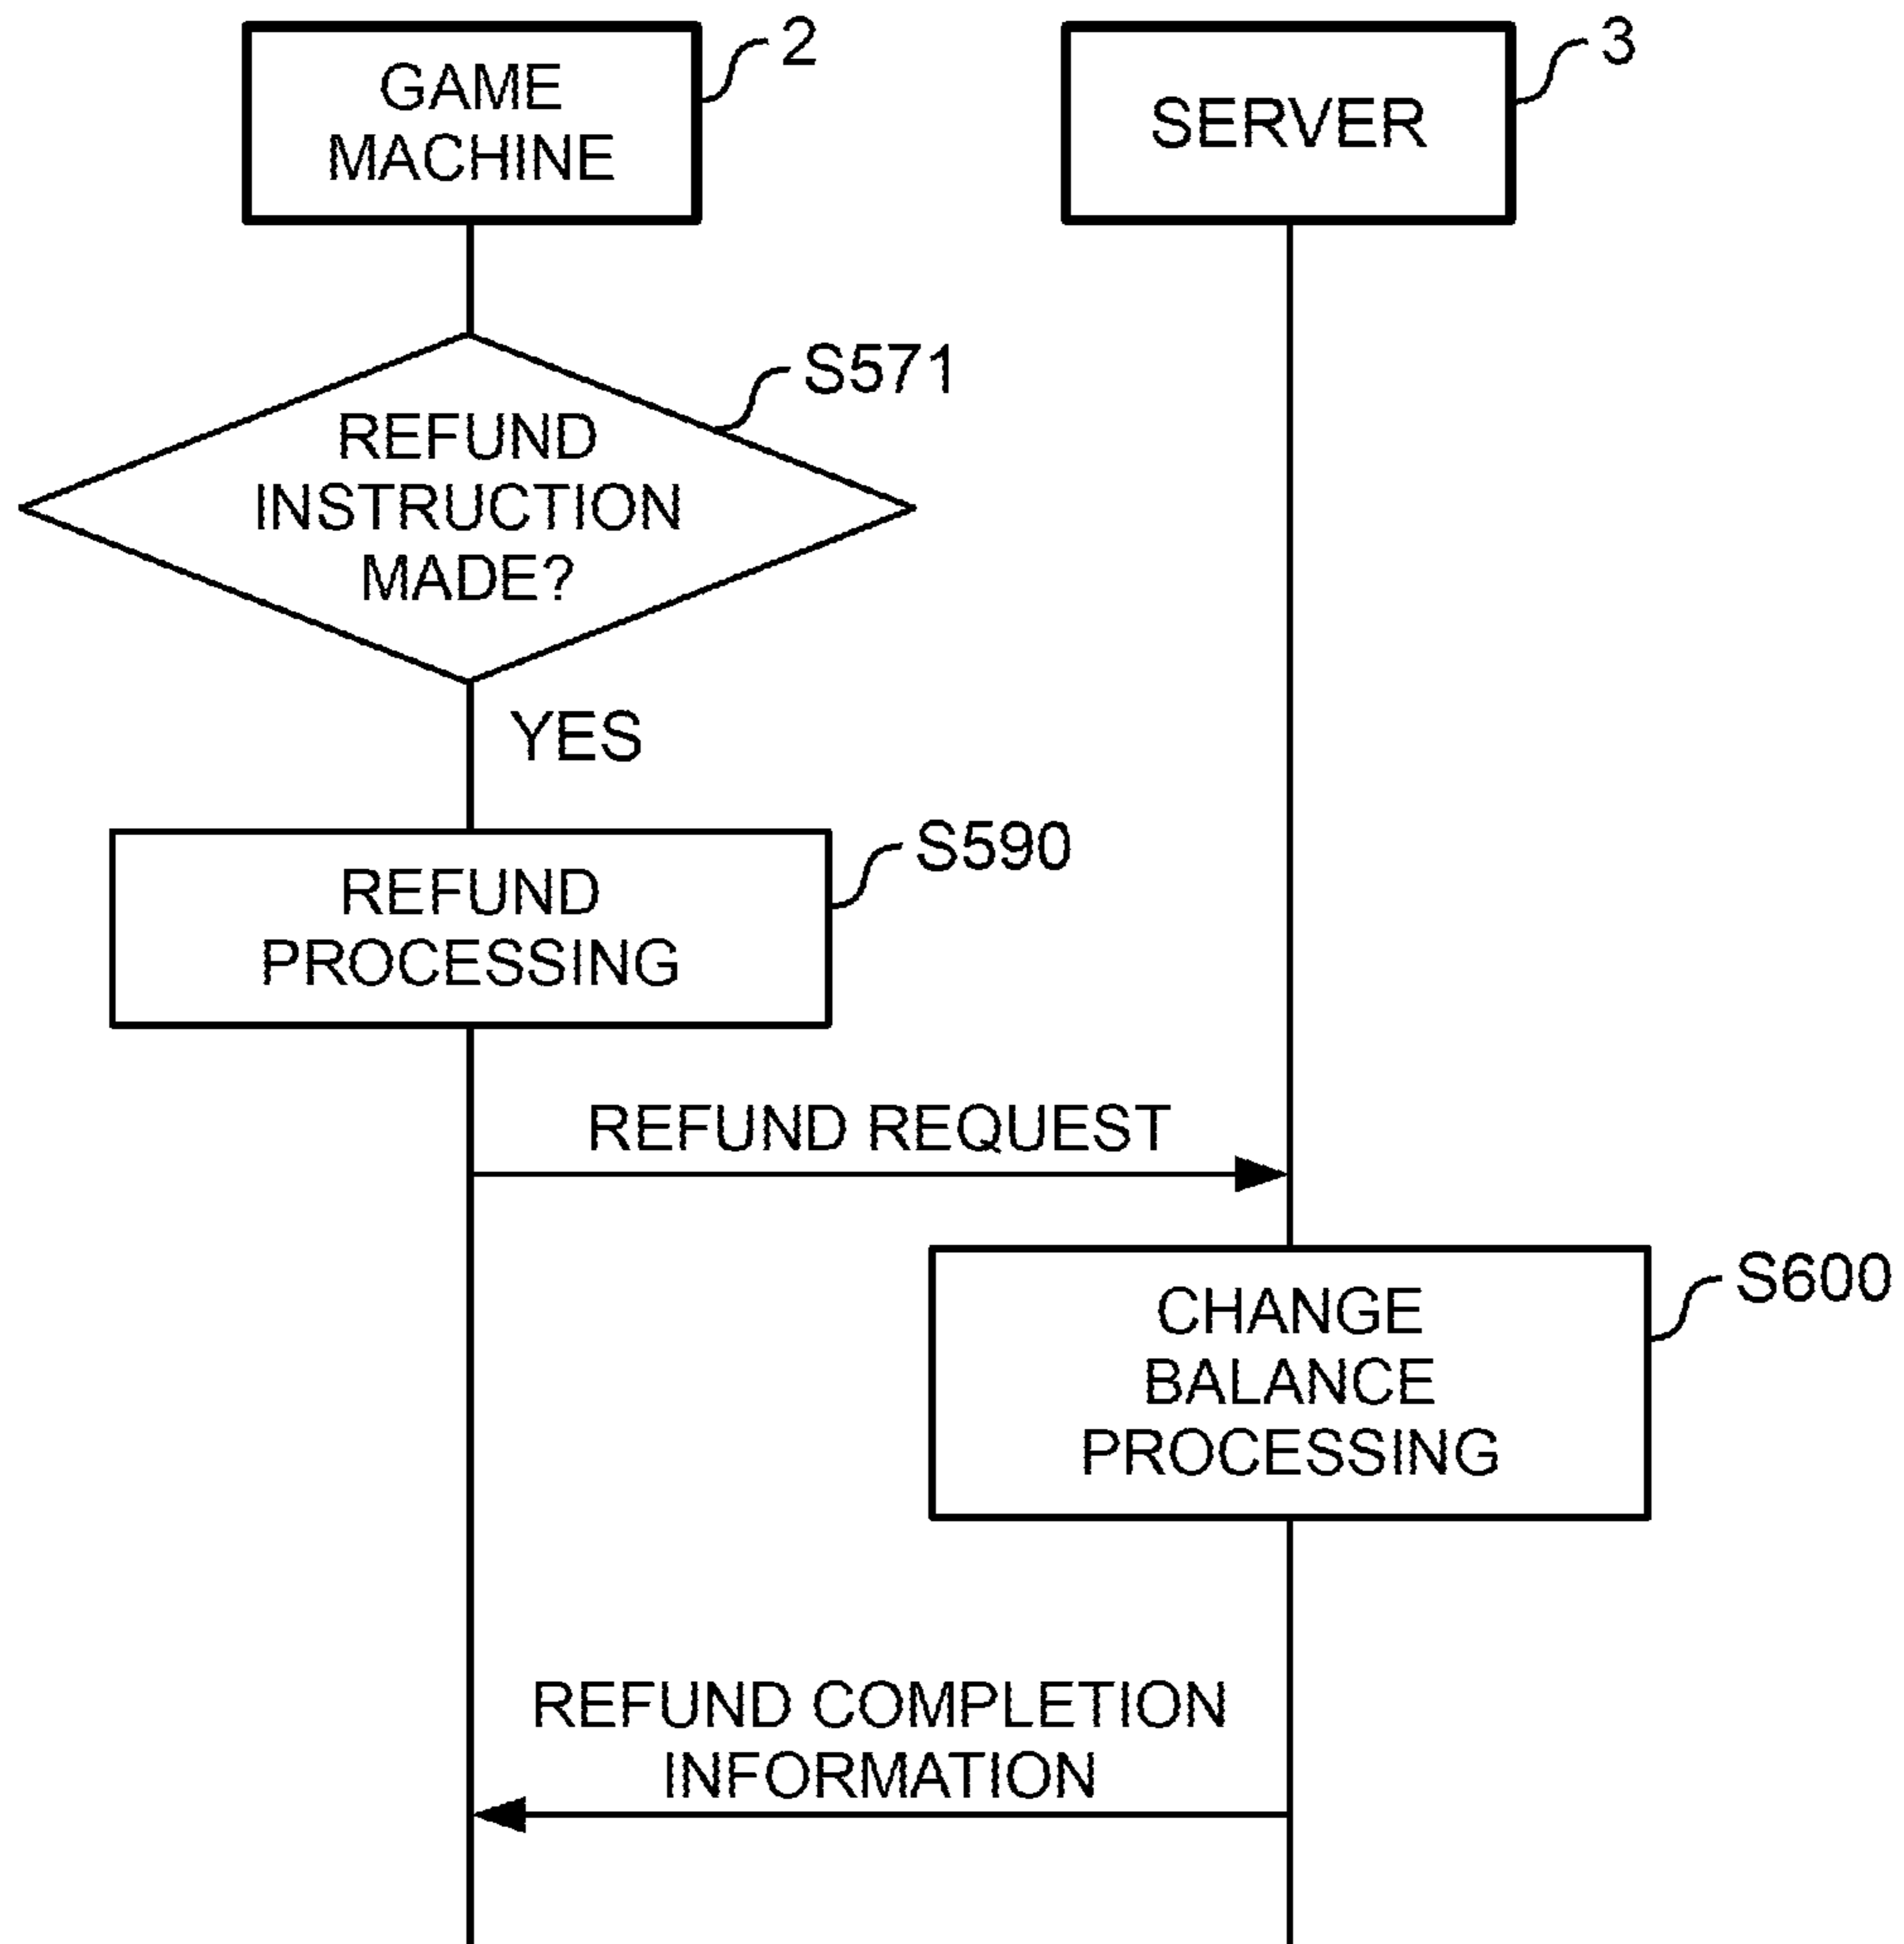 GAME
MACHINE
2
SERVER
3
REFUND
INSTRUCTION
MADE?
S571
YES
REFUND
PROCESSING
S590
REFUND REQUEST
CHANGE
BALANCE
PROCESSING
S600
REFUND COMPLETION
INFORMATION